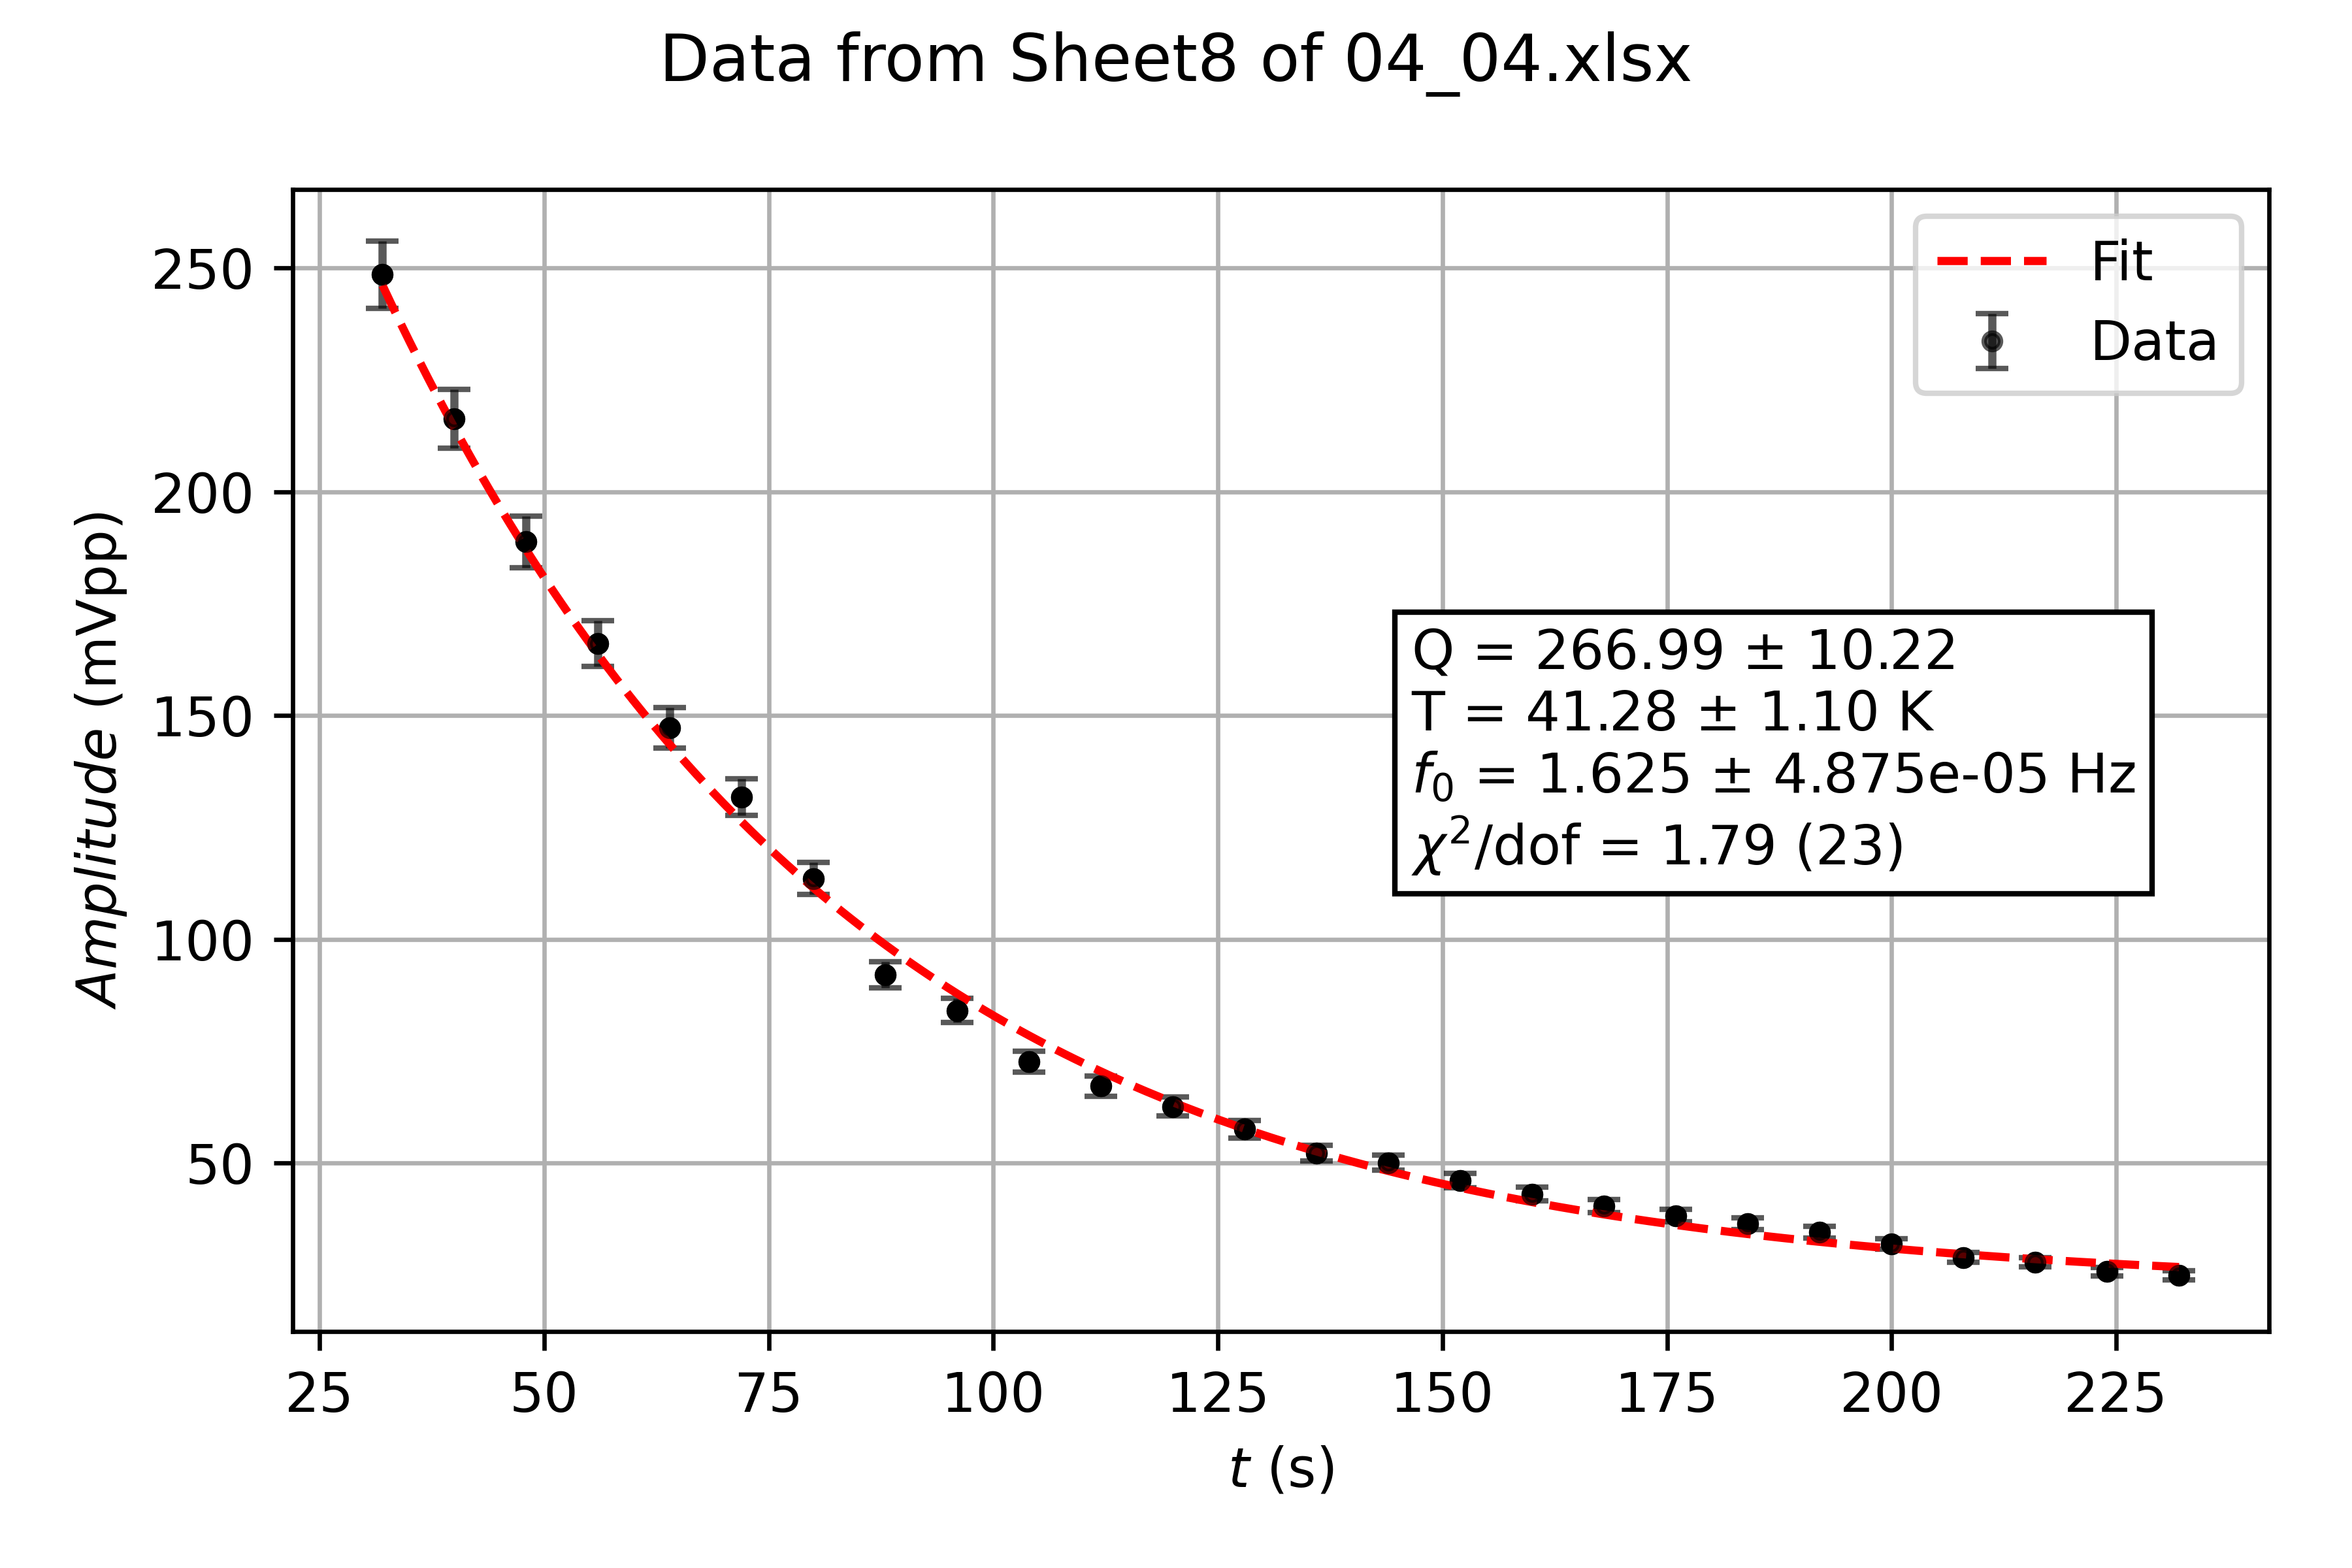 Data from Sheet8 of 04_04.xlsx
Amplitude (mVpp)
250
200
150
100
50
Fit
Data
Q = 266.99 ± 10.22
T = 41.28 ± 1.10 K
f₀ = 1.625 ± 4.875e-05 Hz
χ²/dof = 1.79 (23)
25 50 75 100 125 150 175 200 225
t (s)